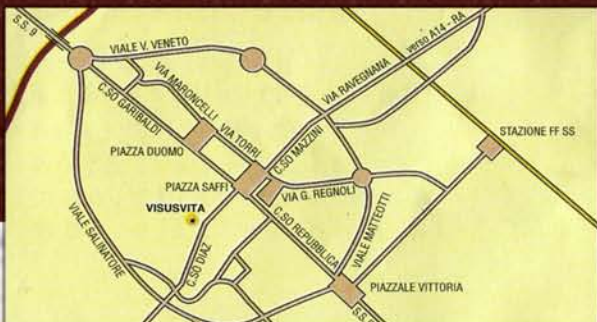 S.S. 9
VIALE V. VENETO
verso A14 - RA
VIA RAVEGNANA
VIA MARONCELLI
C.SO GARIBALDI
VIA TORRI
C.SO MAZZINI
STAZIONE FF SS
PIAZZA DUOMO
PIAZZA SAFFI
VIA G. REGNOLI
VISUSVITA
C.SO REPUBBLICA
VIALE MATTEOTTI
VIALE SALINATORE
C.SO DIAZ
PIAZZALE VITTORIA
S.S.